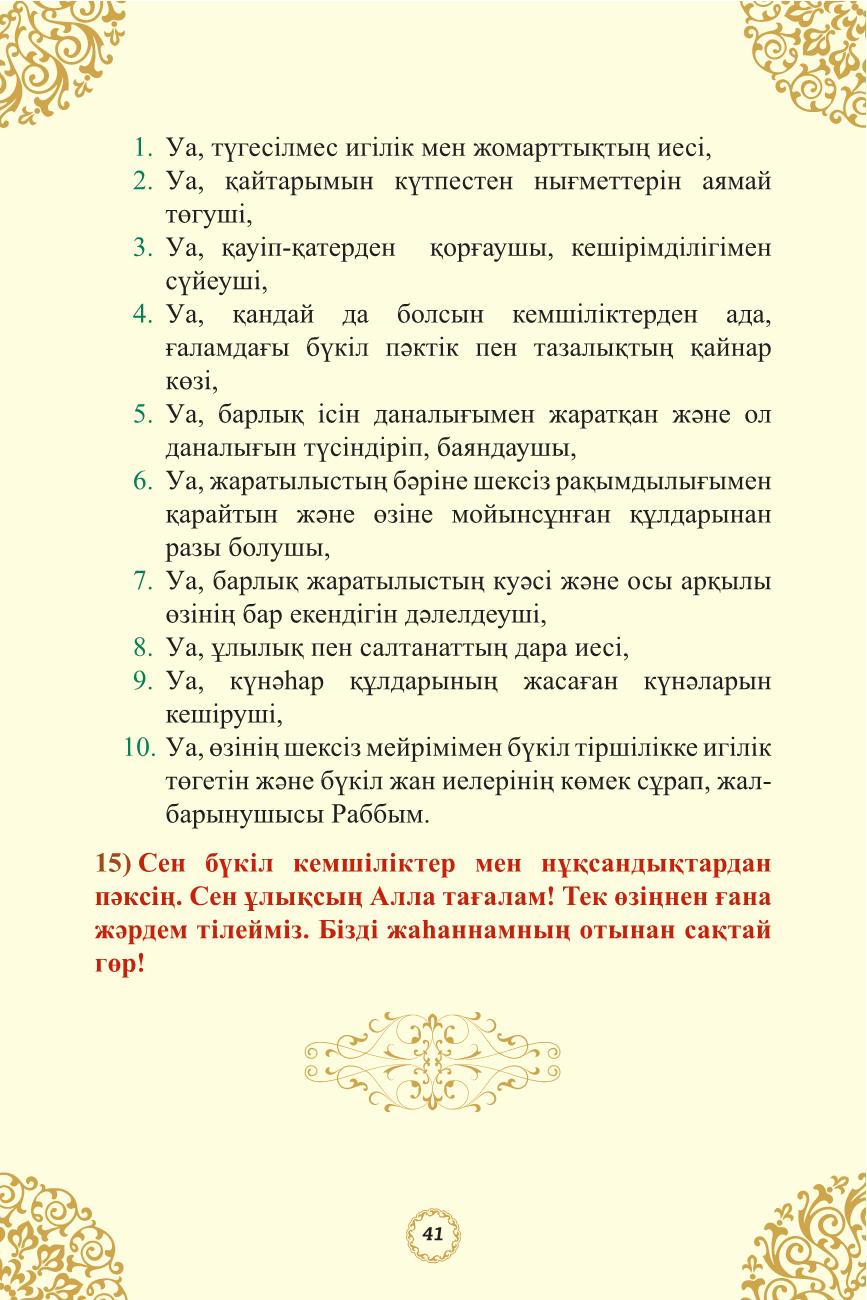 1. Уа, түгесілмес игілік мен жомарттықтың иесі,
2. Уа, қайтарымын күтпестен нығметтерін аямай
төгуші,
3. Уа, қауіп-қатерден қорғаушы, кешірімділігімен
сүйеуші,
4. Уа, қандай да болсын кемшіліктерден ада,
ғаламдағы бүкіл пәктік пен тазалықтың қайнар
көзі,
5. Уа, барлық ісін даналығымен жаратқан және ол
даналығын түсіндіріп, баяндаушы,
6. Уа, жаратылыстың бәріне шексіз рақымдылығымен
қарайтын және өзіне мойынсұнған құлдарынан
разы болушы,
7. Уа, барлық жаратылыстың куәсі және осы арқылы
өзінің бар екендігін дәлелдеуші,
8. Уа, ұлылық пен салтанаттың дара иесі,
9. Уа, күнәһар құлдарының жасаған күнәларын
кешіруші,
10. Уа, өзінің шексіз мейрімімен бүкіл тіршілікке игілік
төгетін және бүкіл жан иелерінің көмек сұрап, жал-
барынушысы Раббым.
15) Сен бүкіл кемшіліктер мен нұқсандықтардан
пәксің. Сен ұлықсың Алла тағалам! Тек өзіңнен ғана
жәрдем тілейміз. Бізді жаһаннамның отынан сақтай
гөр!
41